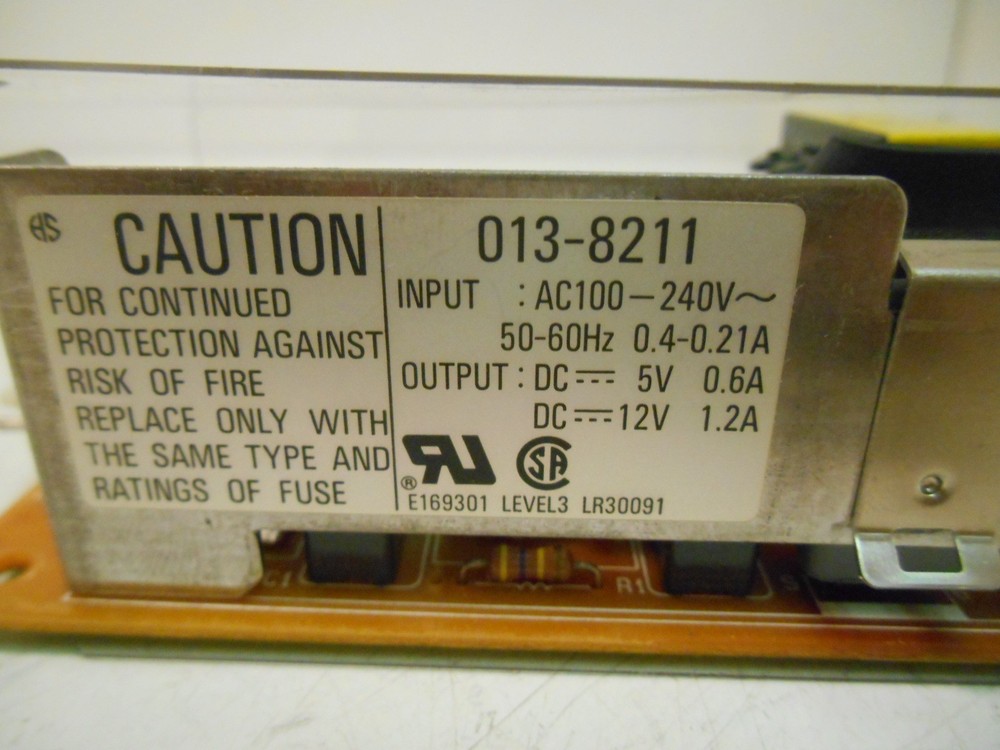 CAUTION
FOR CONTINUED
PROTECTION AGAINST
RISK OF FIRE
REPLACE ONLY WITH
THE SAME TYPE AND
RATINGS OF FUSE
013-8211
INPUT : AC100-240V~
50-60Hz 0.4-0.21A
OUTPUT : DC⎓ 5V 0.6A
DC⎓12V 1.2A
®
E169301 LEVEL3 LR30091
C1
R1